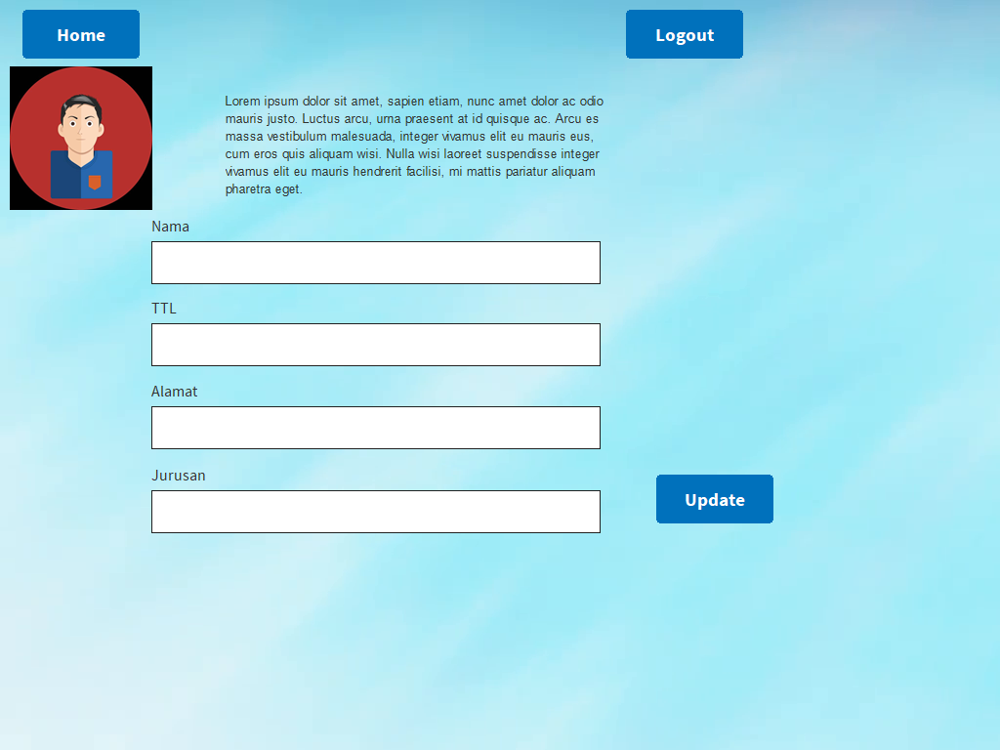 Home
Logout
Lorem ipsum dolor sit amet, sapien etiam, nunc amet dolor ac odio
mauris justo. Luctus arcu, urna praesent at id quisque ac. Arcu es
massa vestibulum malesuada, integer vivamus elit eu mauris eus,
cum eros quis aliquam wisi. Nulla wisi laoreet suspendisse integer
vivamus elit eu mauris hendrerit facilisi, mi mattis pariatur aliquam
pharetra eget.
Nama
TTL
Alamat
Jurusan
Update